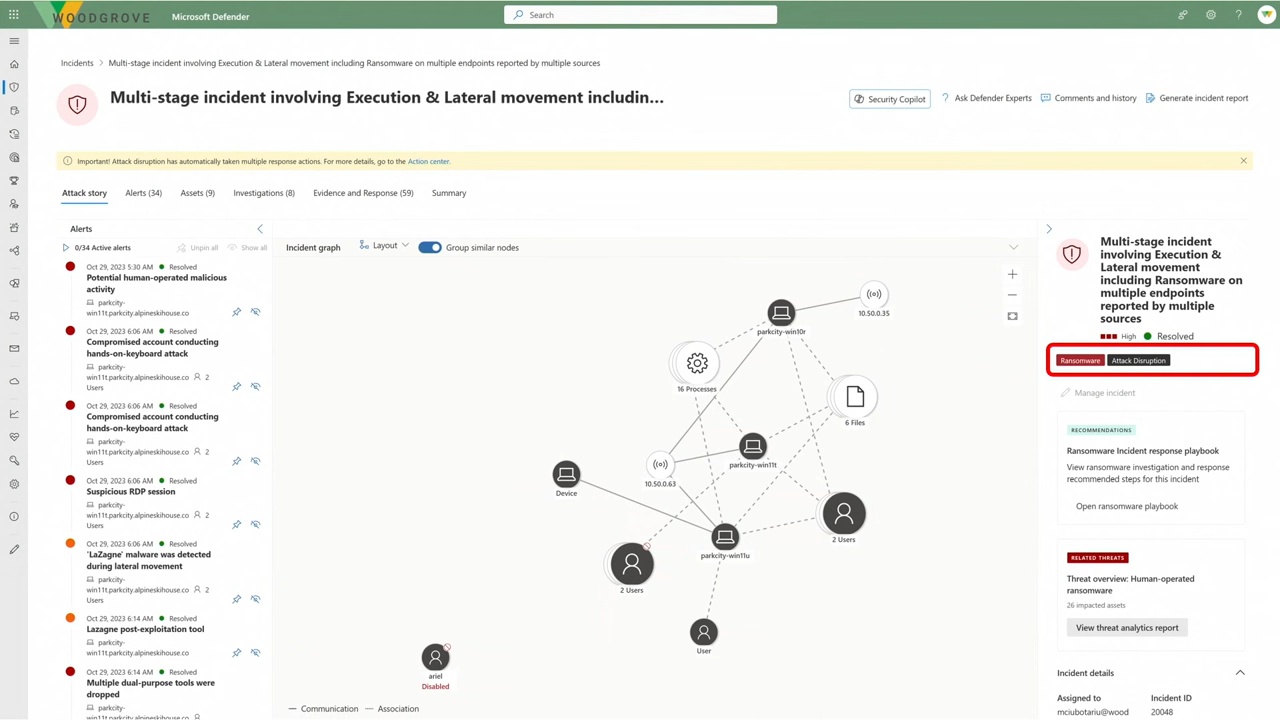 WOODGROVE
Microsoft Defender
Search
Incidents > Multi-stage incident involving Execution & Lateral movement including Ransomware on multiple endpoints reported by multiple sources
Multi-stage incident involving Execution & Lateral movement includin...
Security Copilot
Ask Defender Experts
Comments and history
Generate incident report
Important! Attack disruption has automatically taken multiple response actions. For more details, go to the Action center.
Attack story
Alerts (34)
Assets (9)
Investigations (8)
Evidence and Response (59)
Summary
Alerts
0/34 Active alerts
Unpin all
Show all
Oct 29, 2023 5:30 AM Resolved
Potential human-operated malicious
activity
parkcity-
win11t.parkcity.alpineskihouse.co
Oct 29, 2023 6:06 AM Resolved
Compromised account conducting
hands-on-keyboard attack
parkcity-
win11t.parkcity.alpineskihouse.co 2
Users
Oct 29, 2023 6:06 AM Resolved
Compromised account conducting
hands-on-keyboard attack
parkcity-
win11t.parkcity.alpineskihouse.co 2
Users
Oct 29, 2023 6:06 AM Resolved
Suspicious RDP session
parkcity-
win11t.parkcity.alpineskihouse.co 2
Users
Oct 29, 2023 6:06 AM Resolved
'LaZagne' malware was detected
during lateral movement
parkcity-
win11t.parkcity.alpineskihouse.co 2
Users
Oct 29, 2023 6:14 AM Resolved
Lazagne post-exploitation tool
parkcity-
win11t.parkcity.alpineskihouse.co
Oct 29, 2023 6:14 AM Resolved
Multiple dual-purpose tools were
dropped
parkcity-
Incident graph
Layout
Group similar nodes
10.50.0.35
parkcity-win10r
16 Processes
6 Files
parkcity-win11t
10.50.0.63
Device
2 Users
parkcity-win11u
2 Users
User
ariel
Disabled
Communication
Association
Multi-stage incident
involving Execution &
Lateral movement
including Ransomware on
multiple endpoints
reported by multiple
sources
High
Resolved
Ransomware
Attack Disruption
Manage incident
RECOMMENDATIONS
Ransomware Incident response playbook
View ransomware investigation and response
recommended steps for this incident
Open ransomware playbook
RELATED THREATS
Threat overview: Human-operated
ransomware
26 impacted assets
View threat analytics report
Incident details
Assigned to
Incident ID
mciubotariu@wood
20048